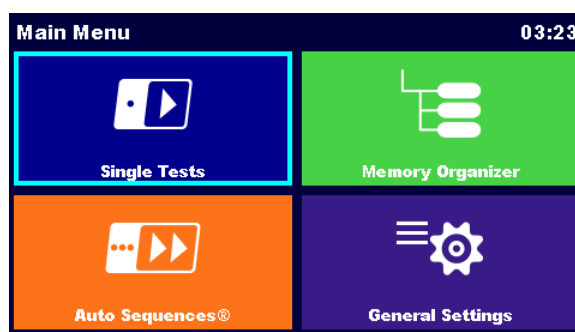 Main Menu 03:23
Single Tests Memory Organizer
Auto Sequences® General Settings